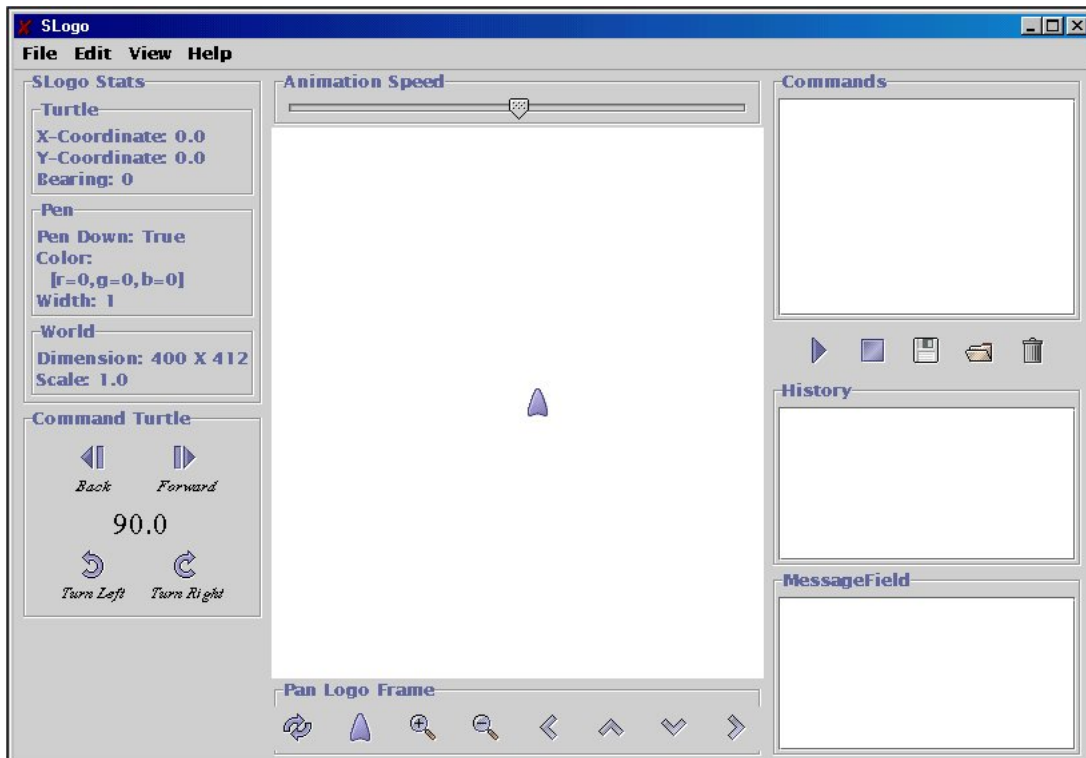 SLogo
File Edit View Help
SLogo Stats
Turtle
X-Coordinate: 0.0
Y-Coordinate: 0.0
Bearing: 0
Pen
Pen Down: True
Color:
[r=0,g=0,b=0]
Width: 1
World
Dimension: 400 X 412
Scale: 1.0
Command Turtle
Back Forward
90.0
Turn Left Turn Right
Animation Speed
Pan Logo Frame
Commands
History
MessageField